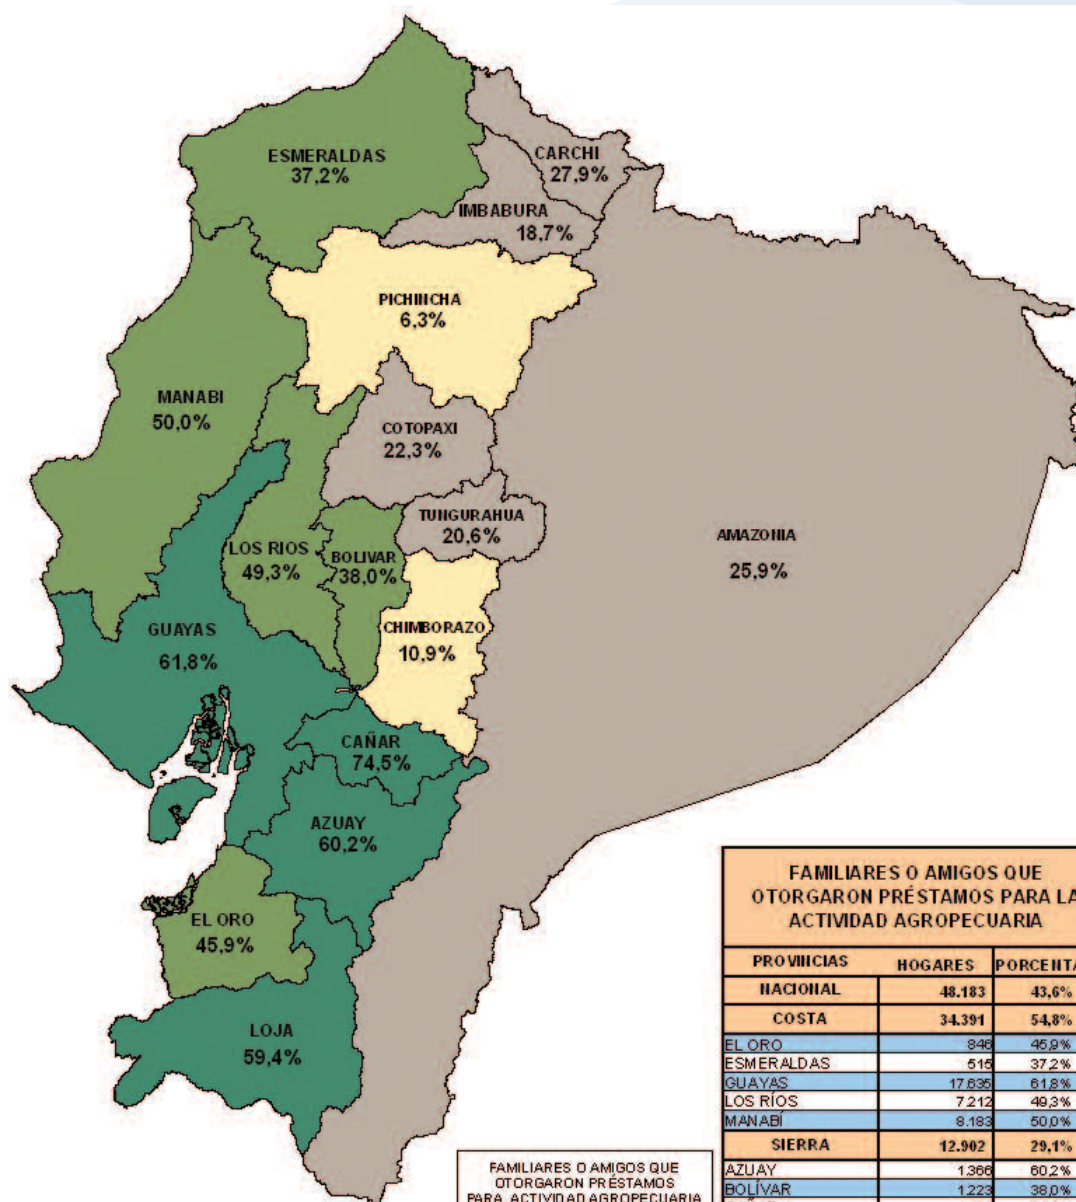 ESMERALDAS
37,2%
CARCHI
27,9%
IMBABURA
18,7%
PICHINCHA
6,3%
MANABI
50,0%
COTOPAXI
22,3%
TUNGURAHUA
20,6%
AMAZONIA
25,9%
LOS RIOS
49,3%
BOLIVAR
38,0%
GUAYAS
61,8%
CHIMBORAZO
10,9%
CAÑAR
74,5%
AZUAY
60,2%
EL ORO
45,9%
LOJA
59,4%
FAMILIARES O AMIGOS QUE
OTORGARON PRÉSTAMOS PARA LA
ACTIVIDAD AGROPECUARIA
PROVINCIAS HOGARES PORCENTA
NACIONAL 48.183 43,6%
COSTA 34.391 54,8%
EL ORO 846 45,9%
ESMERALDAS 515 37,2%
GUAYAS 17.635 61,8%
LOS RÍOS 7.212 49,3%
MANABÍ 8.183 50,0%
SIERRA 12.902 29,1%
AZUAY 1.366 60,2%
BOLÍVAR 1.223 38,0%
FAMILIARES O AMIGOS QUE
OTORGARON PRÉSTAMOS
PARA ACTIVIDAD AGROPECUARIA